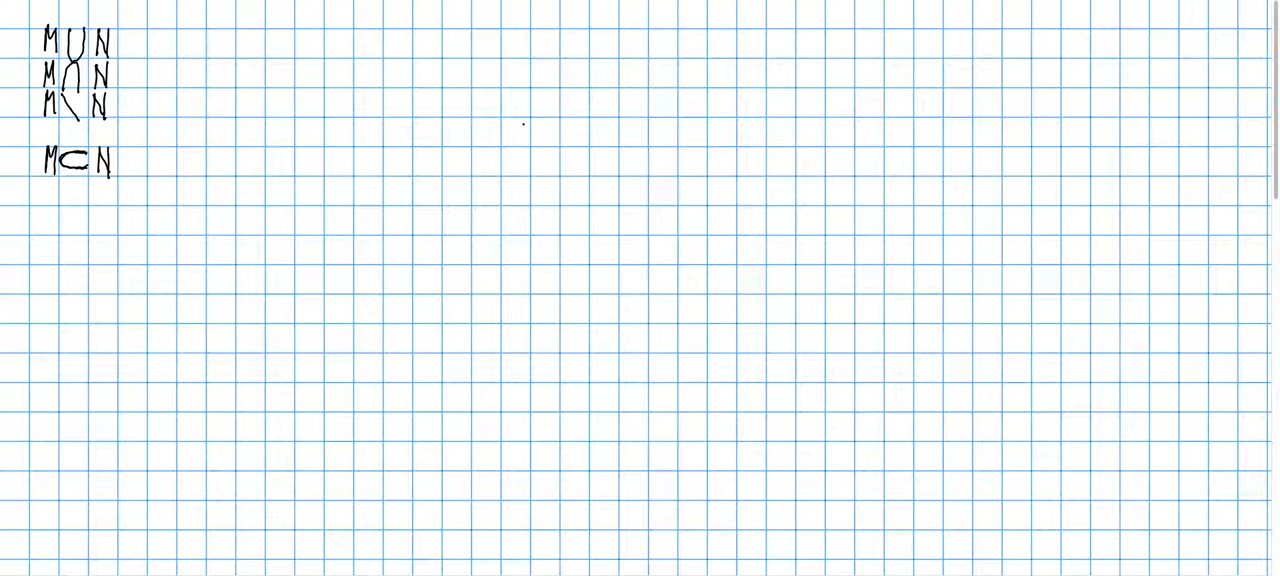 M ∪ N
M ∩ N
M \ N
M ⊂ N